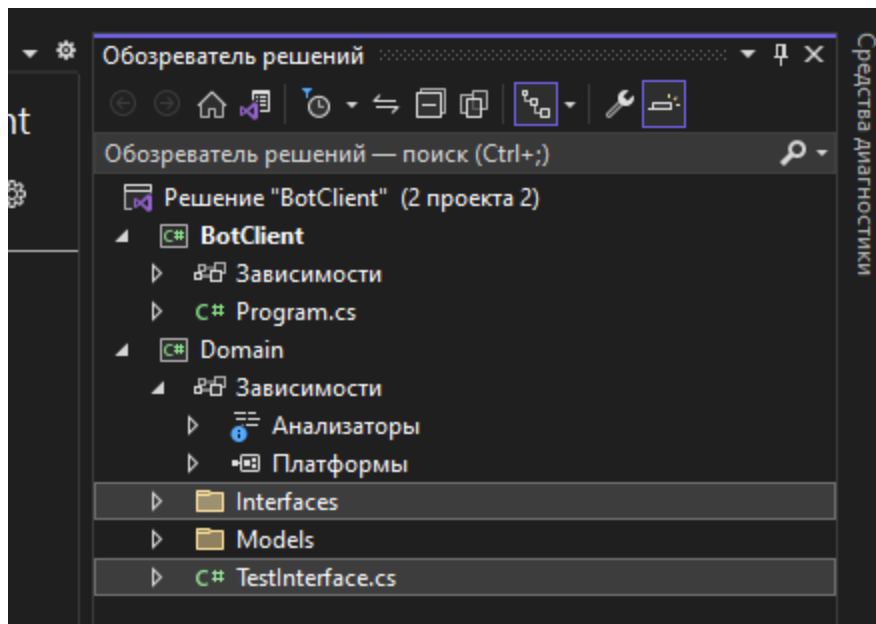 Обозреватель решений
nt
Обозреватель решений — поиск (Ctrl+;)
Решение "BotClient" (2 проекта 2)
C# BotClient
Зависимости
C# Program.cs
C# Domain
Зависимости
Анализаторы
Платформы
Interfaces
Models
C# TestInterface.cs
Средства диагностики